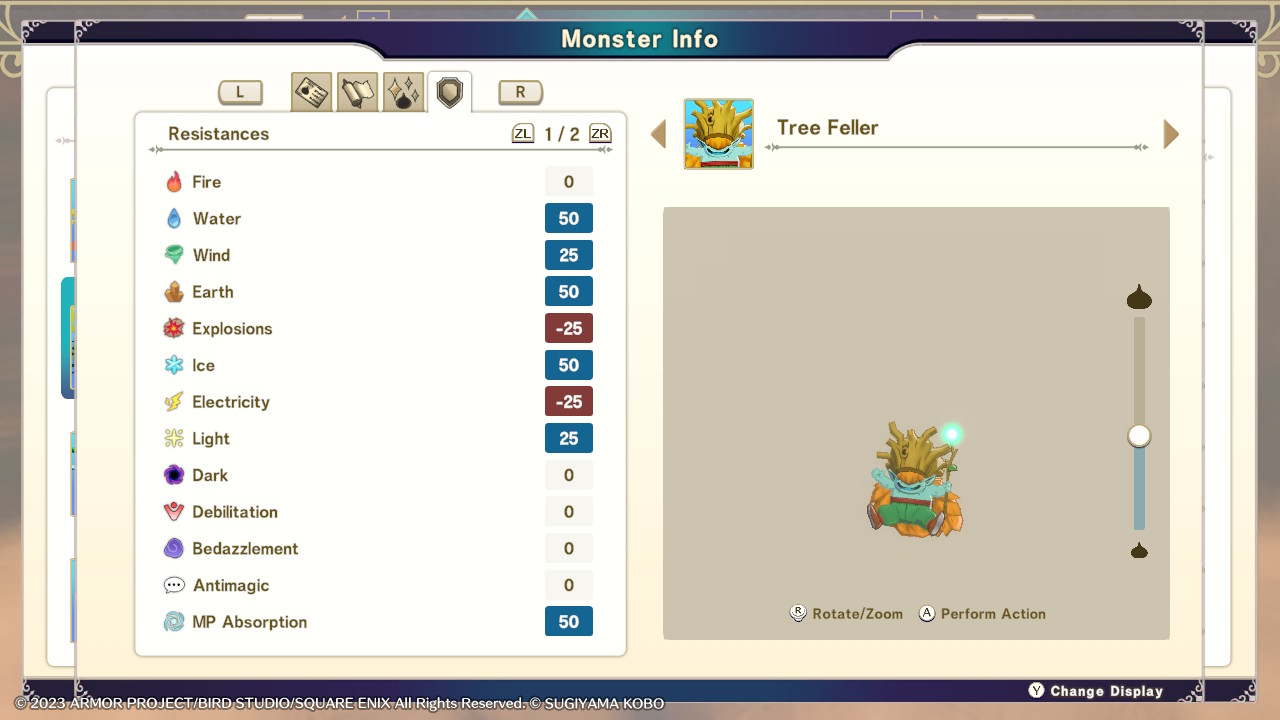 Monster Info
L
R
Resistances
ZL 1 / 2 ZR
Fire 0
Water 50
Wind 25
Earth 50
Explosions -25
Ice 50
Electricity -25
Light 25
Dark 0
Debilitation 0
Bedazzlement 0
Antimagic 0
MP Absorption 50
Tree Feller
R Rotate/Zoom A Perform Action
Y Change Display
© 2023 ARMOR PROJECT/BIRD STUDIO/SQUARE ENIX All Rights Reserved. © SUGIYAMA KOBO